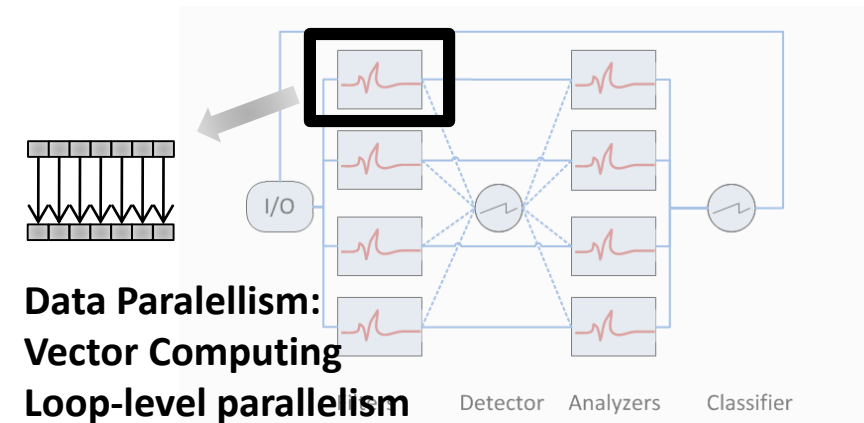 I/O
Data Paralellism:
Vector Computing
Loop-level parallelism
Detector
Analyzers
Classifier